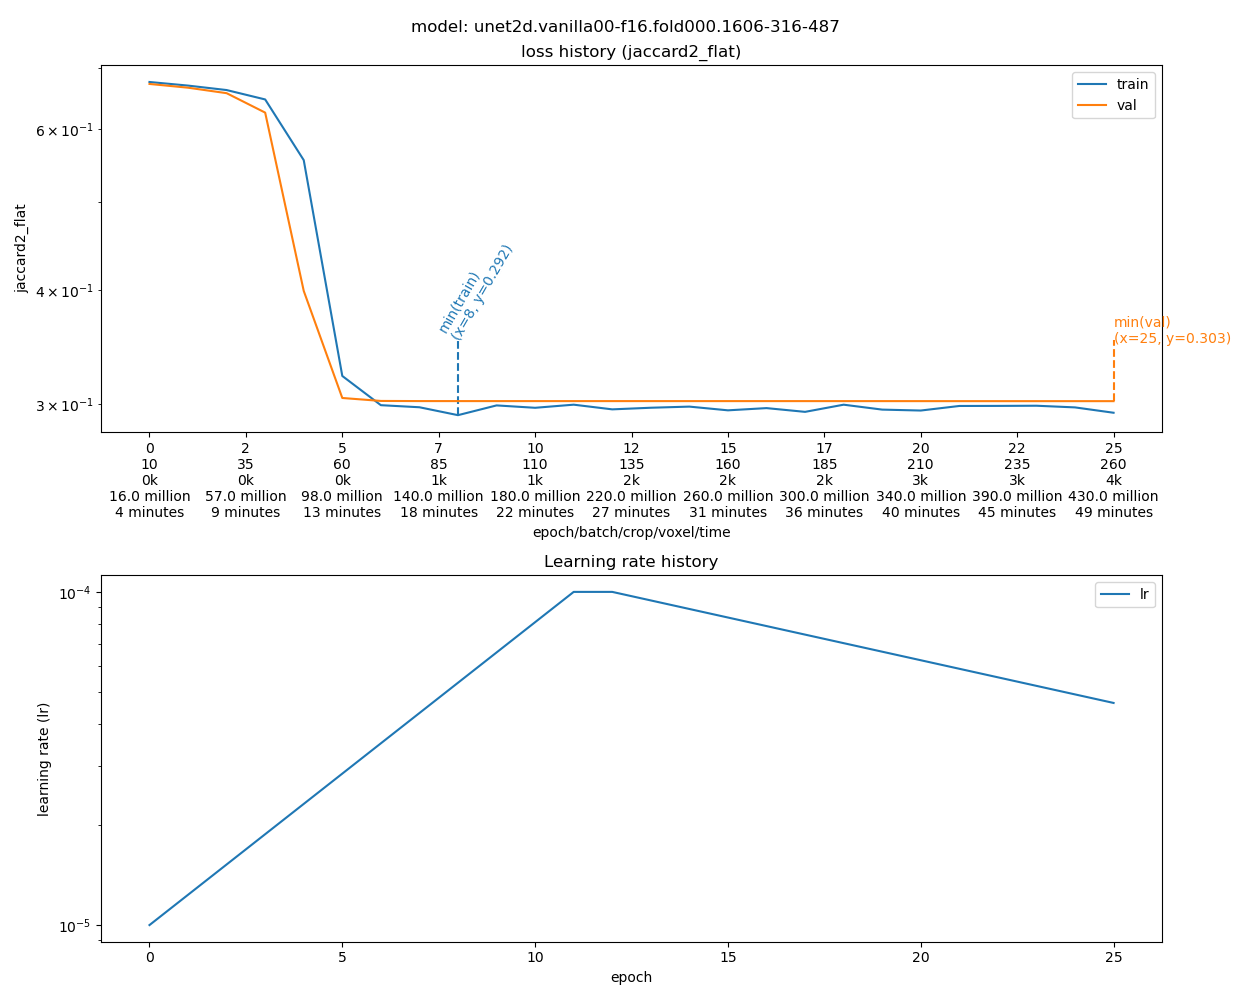 model: unet2d.vanilla00-f16.fold000.1606-316-487
loss history (jaccard2_flat)
train
val
6 × 10⁻¹
4 × 10⁻¹
3 × 10⁻¹
jaccard2_flat
min(train)
(x=8, y=0.292)
min(val)
(x=25, y=0.303)
0 2 5 7 10 12 15 17 20 22 25
10 35 60 85 110 135 160 185 210 235 260
0k 0k 0k 1k 1k 2k 2k 2k 3k 3k 4k
16.0 million 57.0 million 98.0 million 140.0 million 180.0 million 220.0 million 260.0 million 300.0 million 340.0 million 390.0 million 430.0 million
4 minutes 9 minutes 13 minutes 18 minutes 22 minutes 27 minutes 31 minutes 36 minutes 40 minutes 45 minutes 49 minutes
epoch/batch/crop/voxel/time
Learning rate history
lr
10⁻⁴
10⁻⁵
learning rate (lr)
0 5 10 15 20 25
epoch